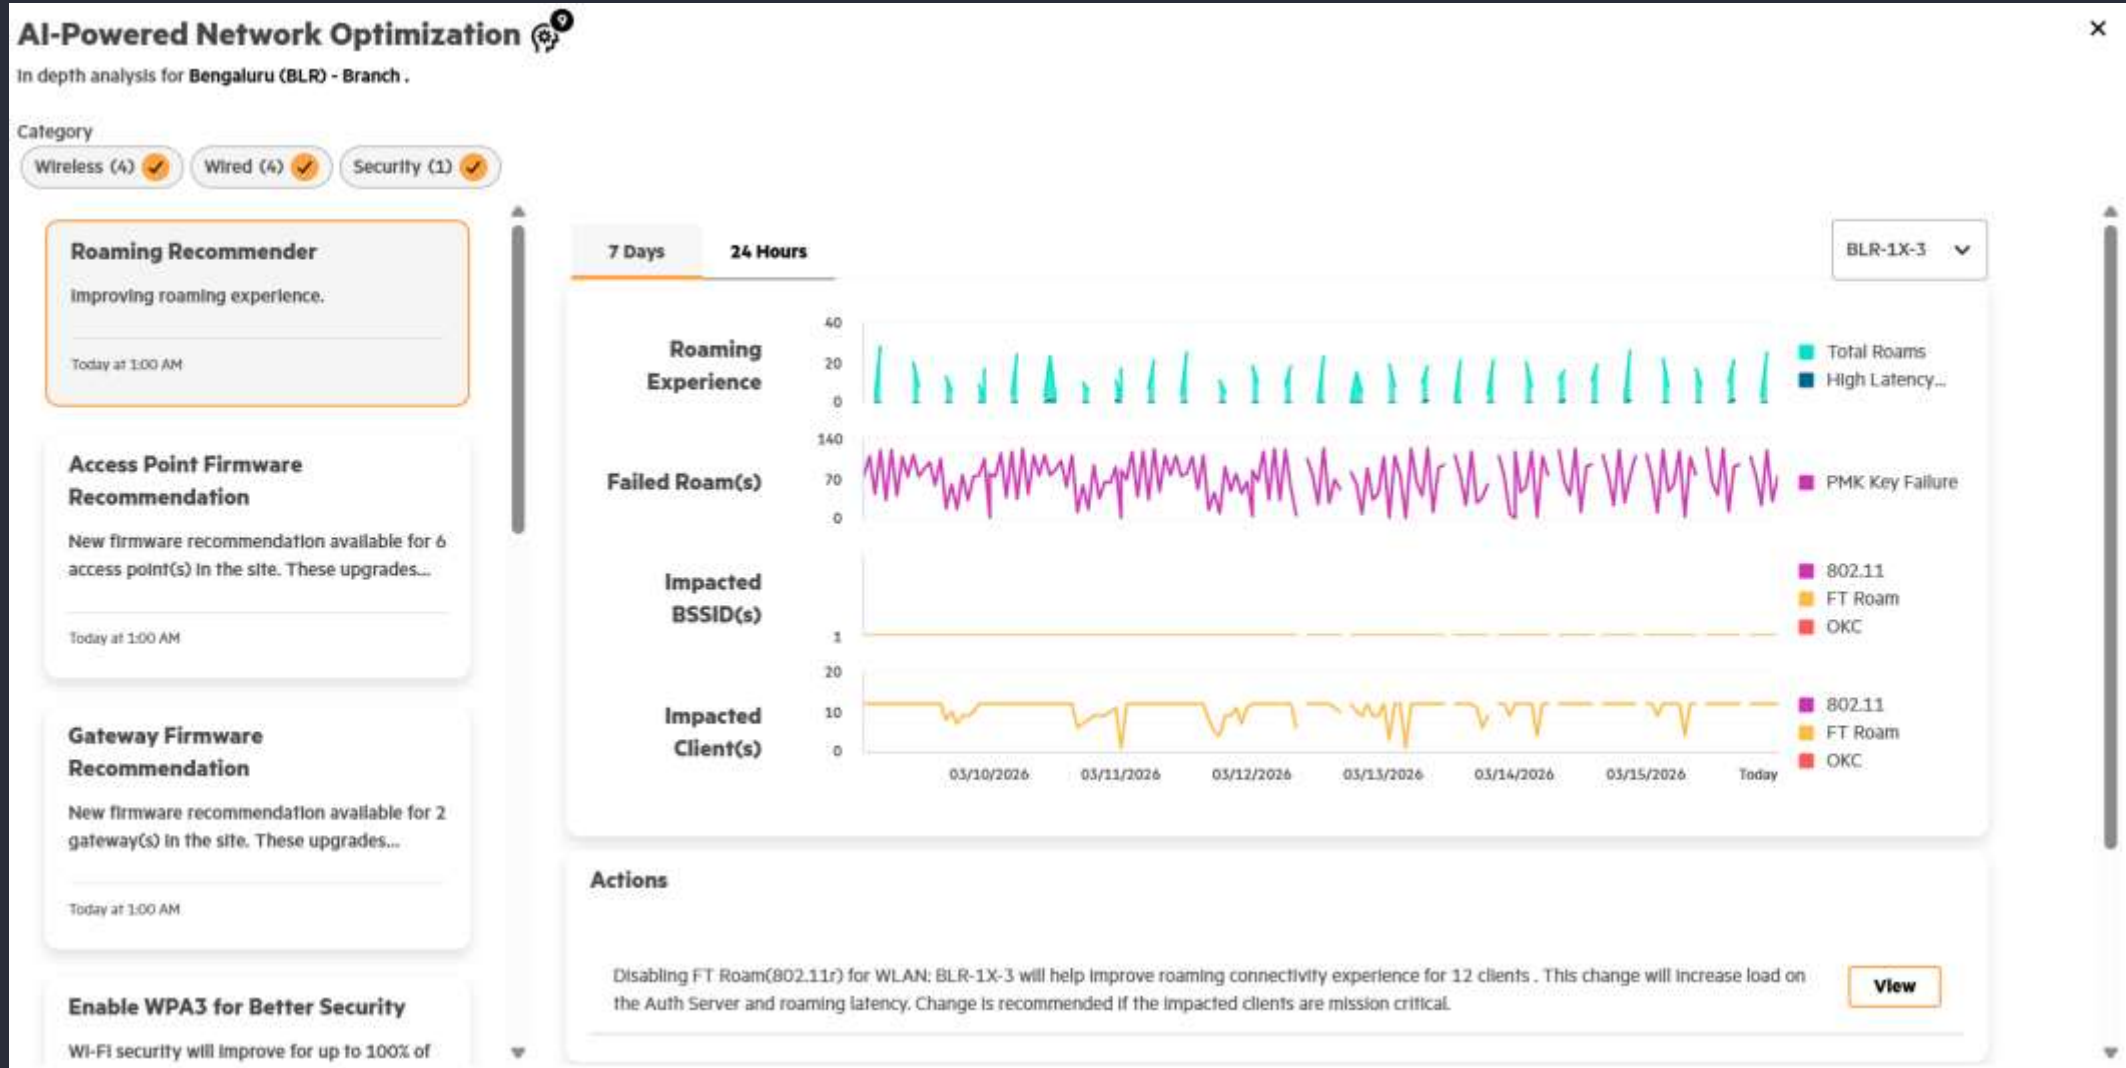 AI-Powered Network Optimization
9
In depth analysis for Bengaluru (BLR) - Branch .
Category
Wireless (4)
Wired (4)
Security (1)
Roaming Recommender
Improving roaming experience.
Today at 1:00 AM
Access Point Firmware
Recommendation
New firmware recommendation available for 6
access point(s) in the site. These upgrades...
Today at 1:00 AM
Gateway Firmware
Recommendation
New firmware recommendation available for 2
gateway(s) in the site. These upgrades...
Today at 1:00 AM
Enable WPA3 for Better Security
Wi-Fi security will improve for up to 100% of
7 Days
24 Hours
BLR-1X-3
Roaming
Experience
40
20
0
Total Roams
High Latency...
Failed Roam(s)
140
70
0
PMK Key Failure
Impacted
BSSID(s)
1
802.11
FT Roam
OKC
Impacted
Client(s)
20
10
0
802.11
FT Roam
OKC
03/10/2026
03/11/2026
03/12/2026
03/13/2026
03/14/2026
03/15/2026
Today
Actions
Disabling FT Roam(802.11r) for WLAN: BLR-1X-3 will help improve roaming connectivity experience for 12 clients . This change will increase load on
the Auth Server and roaming latency. Change is recommended if the impacted clients are mission critical.
View